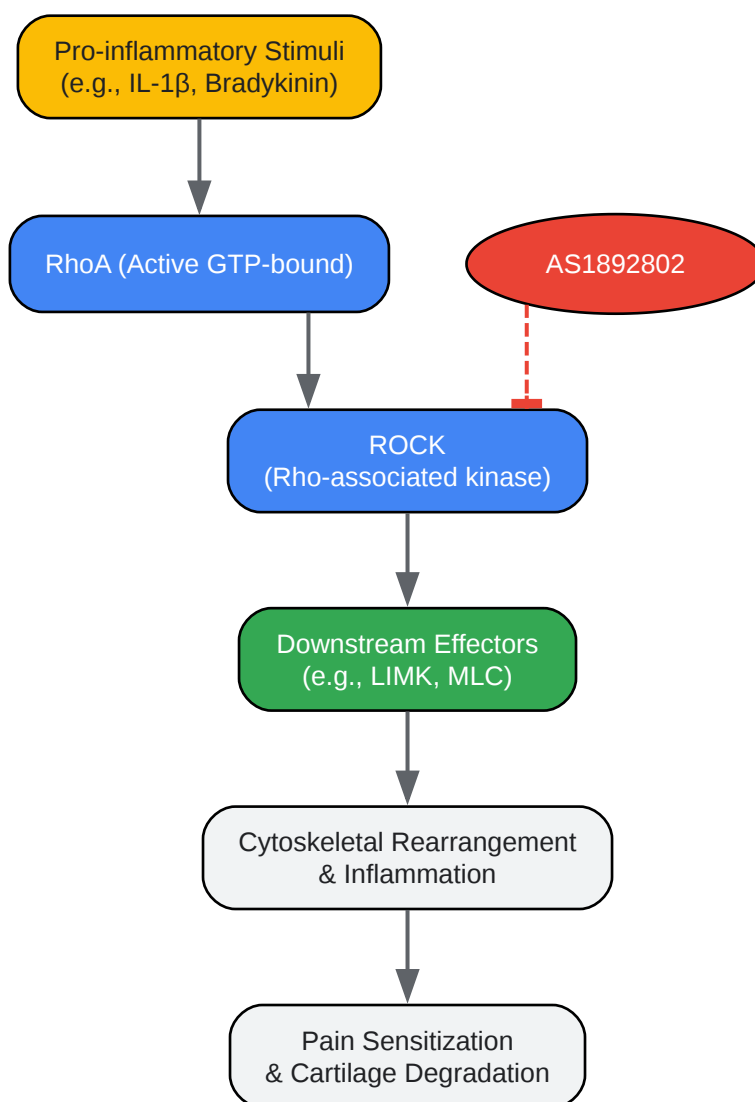 Pro-inflammatory Stimuli
(e.g., IL-1β, Bradykinin)
RhoA (Active GTP-bound)
AS1892802
ROCK
(Rho-associated kinase)
Downstream Effectors
(e.g., LIMK, MLC)
Cytoskeletal Rearrangement
& Inflammation
Pain Sensitization
& Cartilage Degradation